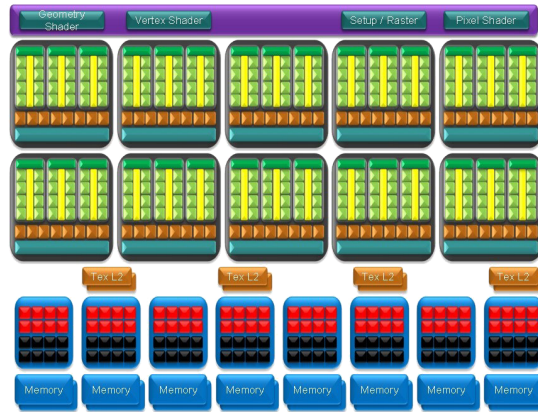 Geometry
Shader
Vertex Shader
Setup / Raster
Pixel Shader
Tex L2
Tex L2
Tex L2
Tex L2
Memory
Memory
Memory
Memory
Memory
Memory
Memory
Memory